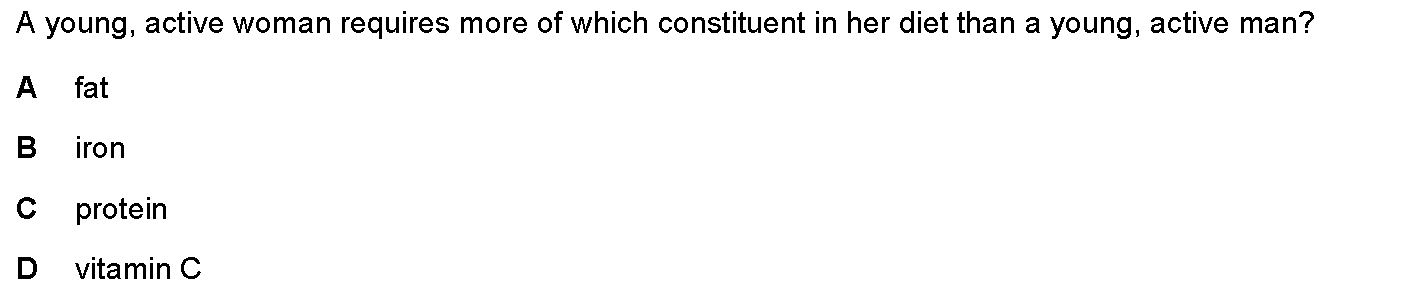 A young, active woman requires more of which constituent in her diet than a young, active man?
A fat
B iron
C protein
D vitamin C